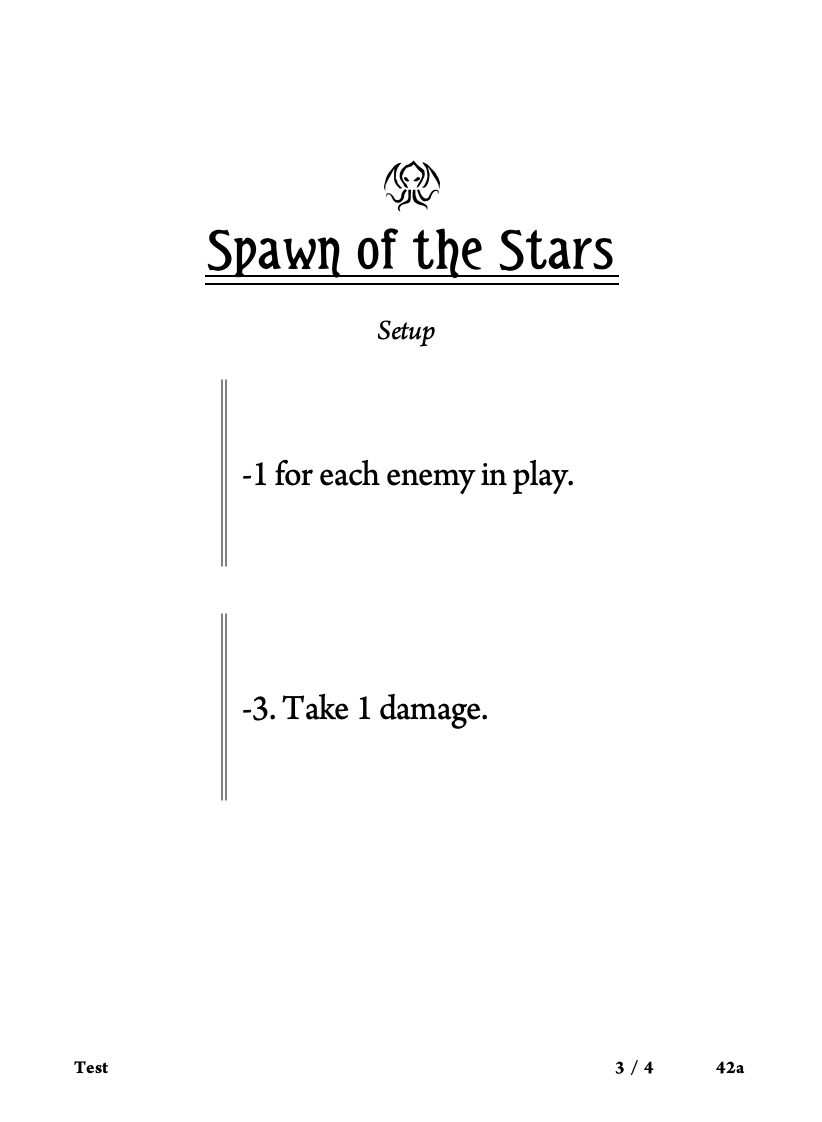 Spawn of the Stars
Setup
-1 for each enemy in play.
-3. Take 1 damage.
Test 3 / 4 42a